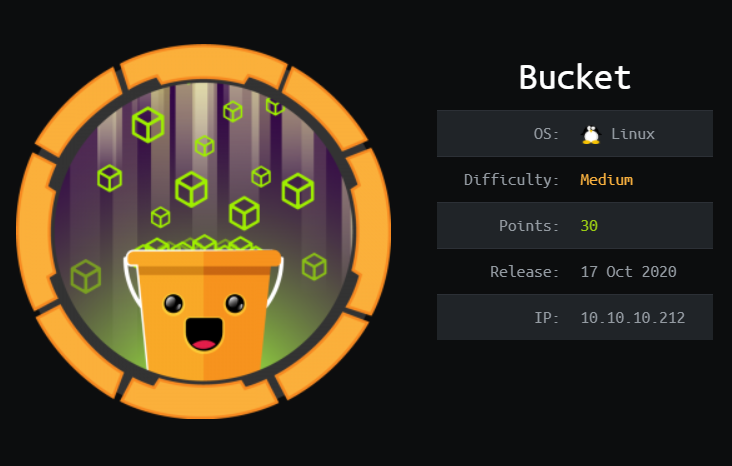 Bucket
OS: Linux
Difficulty: Medium
Points: 30
Release: 17 Oct 2020
IP: 10.10.10.212